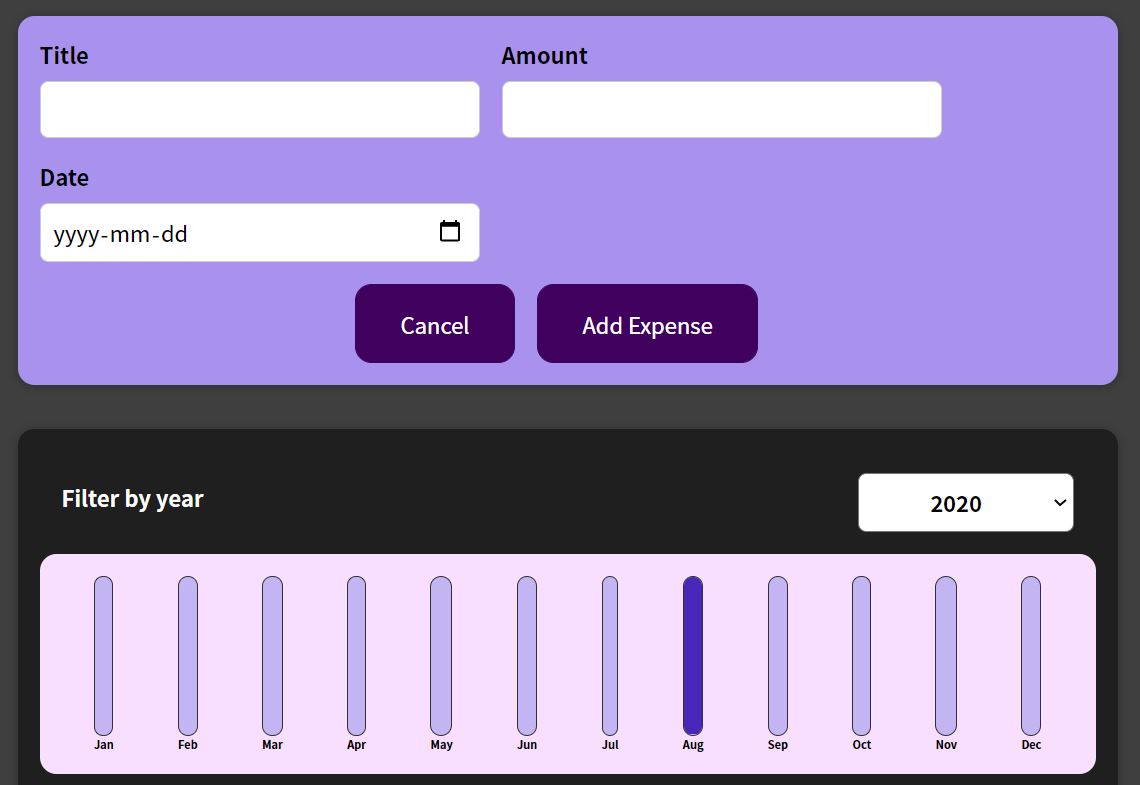 Title Amount
Date
yyyy-mm-dd
Cancel Add Expense
Filter by year 2020
Jan Feb Mar Apr May Jun Jul Aug Sep Oct Nov Dec